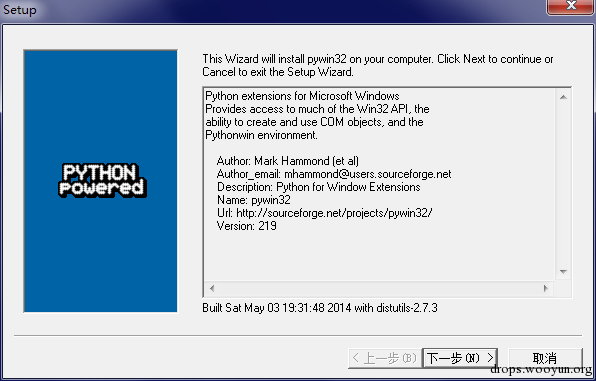 Setup
This Wizard will install pywin32 on your computer. Click Next to continue or
Cancel to exit the Setup Wizard.
Python extensions for Microsoft Windows
Provides access to much of the Win32 API, the
ability to create and use COM objects, and the
Pythonwin environment.
Author: Mark Hammond (et al)
Author_email: mhammond@users.sourceforge.net
Description: Python for Window Extensions
Name: pywin32
Url: http://sourceforge.net/projects/pywin32/
Version: 219
PYTHON
powered
Built Sat May 03 19:31:48 2014 with distutils-2.7.3
< 上一步(B)
下一步(N) >
取消
drops.wooyun.org